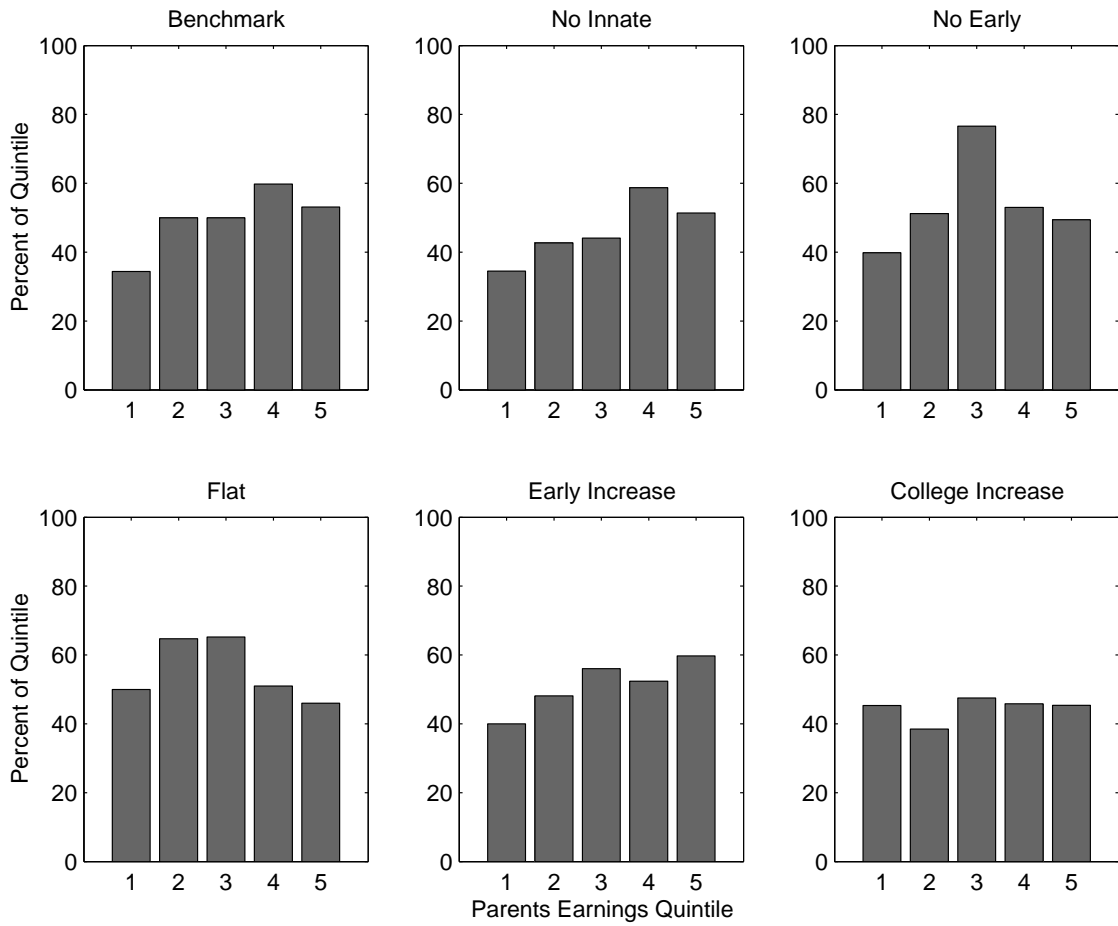 Benchmark
No Innate
No Early
Percent of Quintile
100
80
60
40
20
0
1 2 3 4 5
100
80
60
40
20
0
1 2 3 4 5
100
80
60
40
20
0
1 2 3 4 5
Flat
Early Increase
College Increase
Percent of Quintile
100
80
60
40
20
0
1 2 3 4 5
100
80
60
40
20
0
1 2 3 4 5
Parents Earnings Quintile
100
80
60
40
20
0
1 2 3 4 5